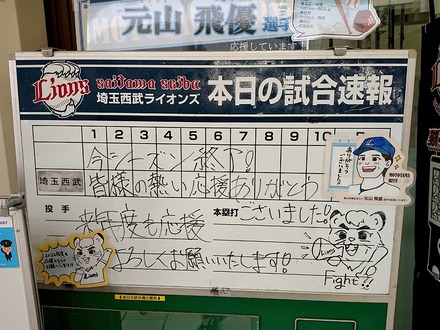 元山 飛優 選手
応援しています
Lions
saitama seibu
埼玉西武ライオンズ
本日の試合速報
1 2 3 4 5 6 7 8 9 10
今シーズン終了!
埼玉西武
皆様の熱い応援ありがとう
投手
本塁打
ございました!
来年度も応援
よろしくお願いいたします!
Fight!!